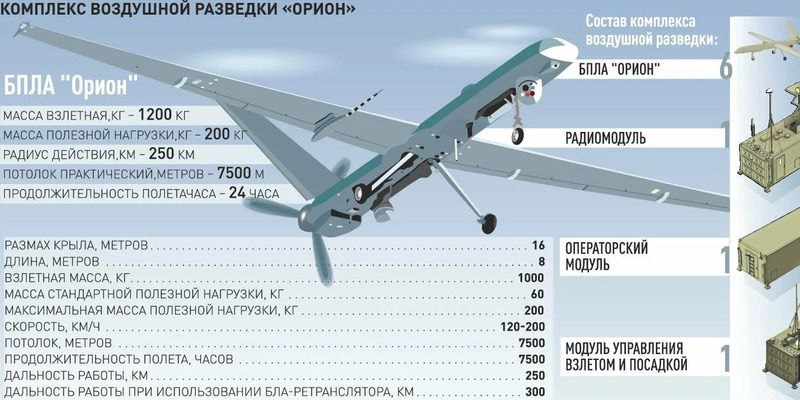 КОМПЛЕКС ВОЗДУШНОЙ РАЗВЕДКИ «ОРИОН»
БПЛА "Орион"
МАССА ВЗЛЕТНАЯ,КГ – 1200 КГ
МАССА ПОЛЕЗНОЙ НАГРУЗКИ,КГ – 200 КГ
РАДИУС ДЕЙСТВИЯ,КМ – 250 КМ
ПОТОЛОК ПРАКТИЧЕСКИЙ,МЕТРОВ – 7500 М
ПРОДОЛЖИТЕЛЬНОСТЬ ПОЛЕТАЧАСА – 24 ЧАСА
РАЗМАХ КРЫЛА, МЕТРОВ 16
ДЛИНА, МЕТРОВ 8
ВЗЛЕТНАЯ МАССА, КГ 1000
МАССА СТАНДАРТНОЙ ПОЛЕЗНОЙ НАГРУЗКИ, КГ 60
МАКСИМАЛЬНАЯ МАССА ПОЛЕЗНОЙ НАГРУЗКИ, КГ 200
СКОРОСТЬ, КМ/Ч 120-200
ПОТОЛОК, МЕТРОВ 7500
ПРОДОЛЖИТЕЛЬНОСТЬ ПОЛЕТА, ЧАСОВ 7500
ДАЛЬНОСТЬ РАБОТЫ, КМ 250
ДАЛЬНОСТЬ РАБОТЫ ПРИ ИСПОЛЬЗОВАНИИ БЛА-РЕТРАНСЛЯТОРА, КМ 300
Состав комплекса
воздушной разведки:
БПЛА "ОРИОН" 6
РАДИОМОДУЛЬ 1
ОПЕРАТОРСКИЙ
МОДУЛЬ 1
МОДУЛЬ УПРАВЛЕНИЯ
ВЗЛЕТОМ И ПОСАДКОЙ 1